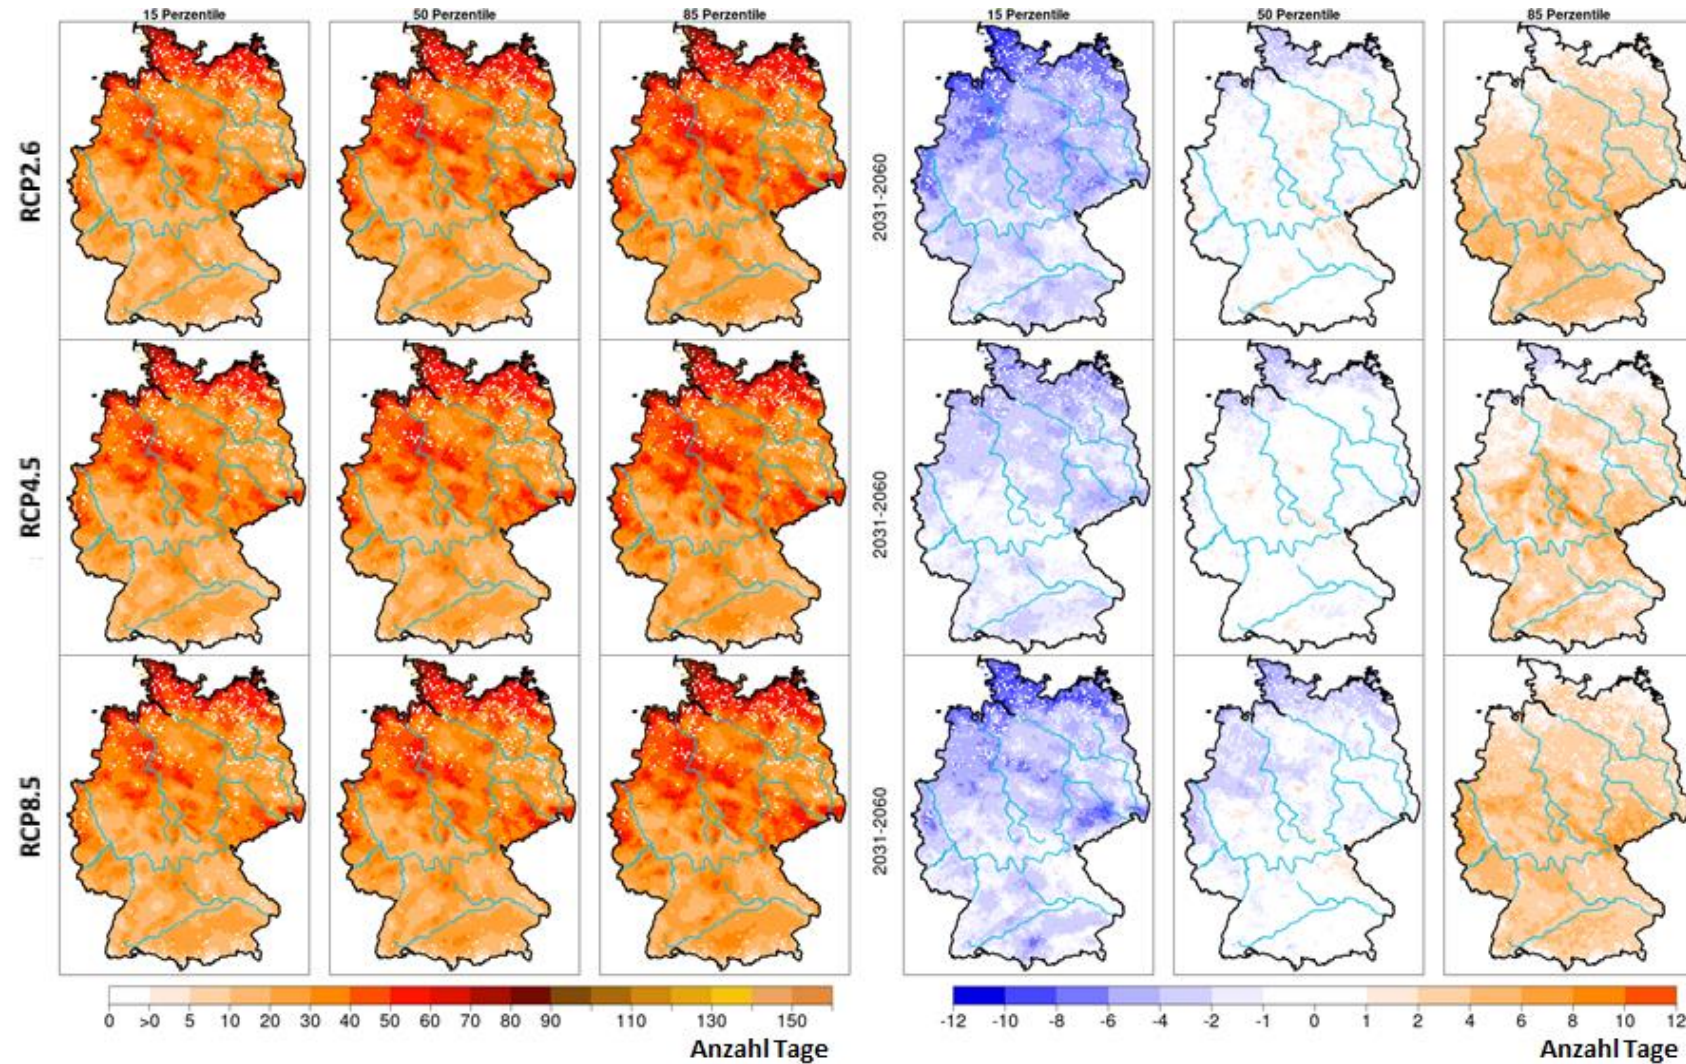 15 Perzentile 50 Perzentile 85 Perzentile 15 Perzentile 50 Perzentile 85 Perzentile
RCP2.6
2031-2060
RCP4.5
2031-2060
RCP8.5
2031-2060
0 >0 5 10 20 30 40 50 60 70 80 90 110 130 150
-12 -10 -8 -6 -4 -2 -1 0 1 2 4 6 8 10 12
Anzahl Tage
Anzahl Tage